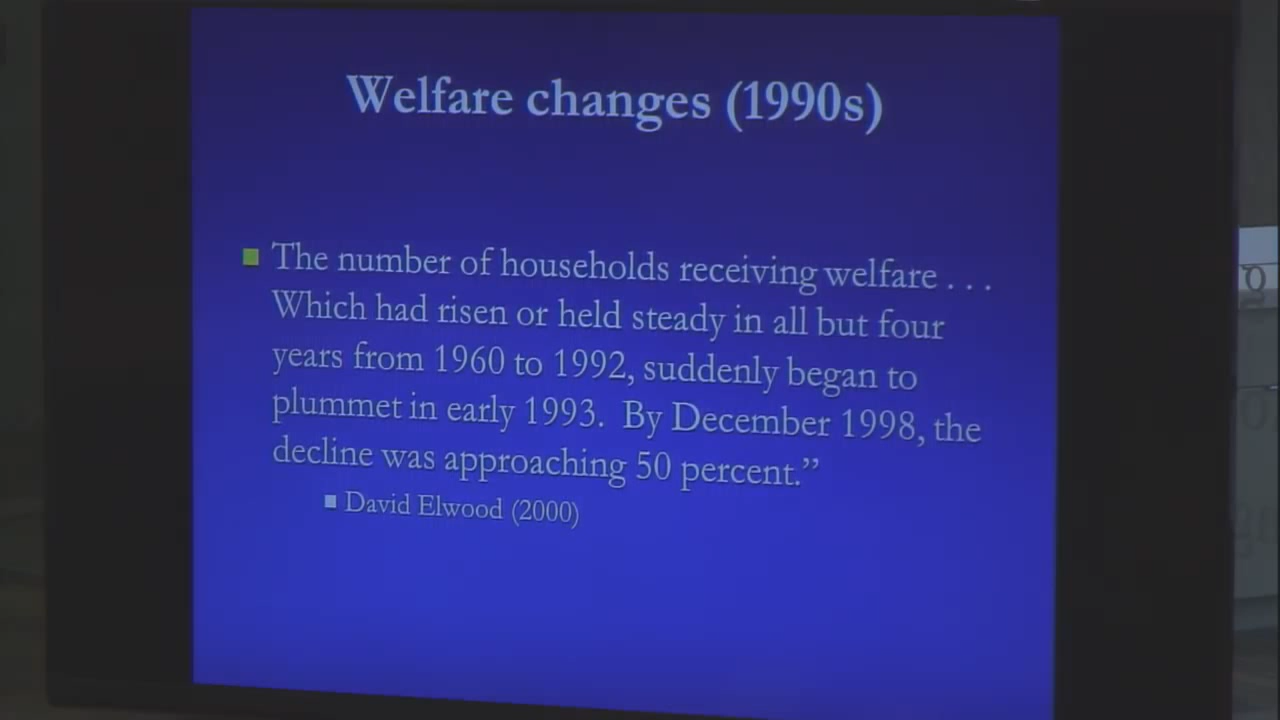 Welfare changes (1990s)
The number of households receiving welfare . . .
Which had risen or held steady in all but four
years from 1960 to 1992, suddenly began to
plummet in early 1993.  By December 1998, the
decline was approaching 50 percent.”
David Elwood (2000)